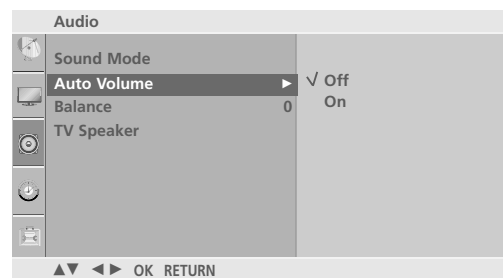 Audio
Sound Mode
Auto Volume ►
Balance 0
TV Speaker
√ Off
On
▲▼ ◄► OK RETURN